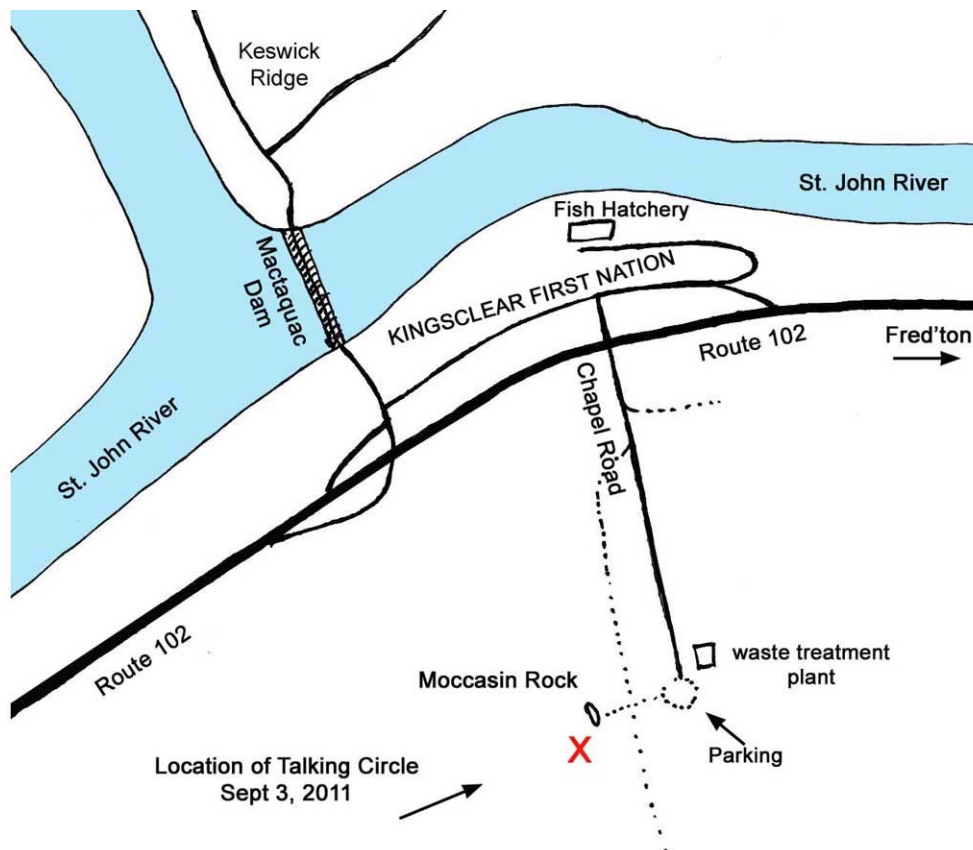 Keswick
Ridge
St. John River
Fish Hatchery
Mactaquac
Dam
KINGSCLEAR FIRST NATION
Route 102
Fred'ton
St. John River
Chapel Road
Route 102
waste treatment
plant
Moccasin Rock
X
Parking
Location of Talking Circle
Sept 3, 2011